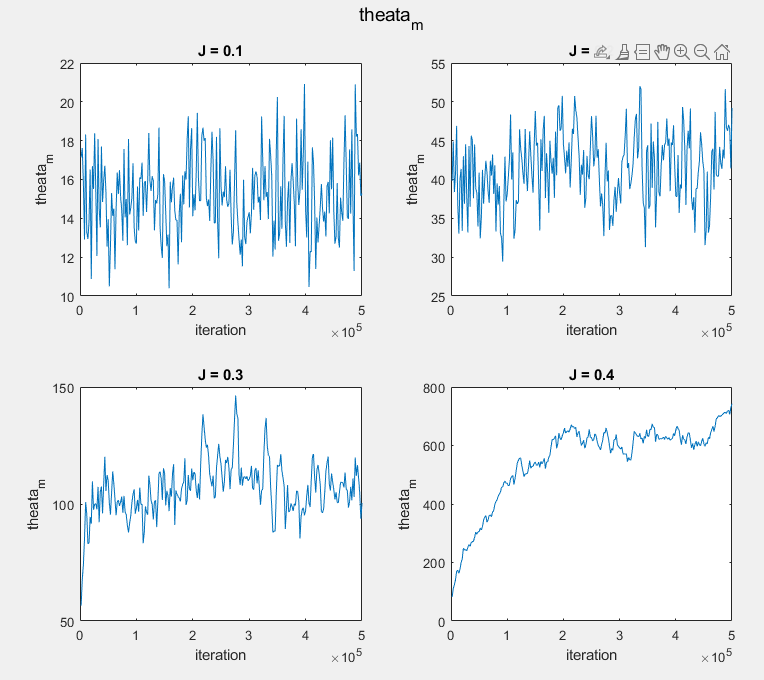 theata_m
J = 0.1
22
20
18
16
14
12
10
theata_m
0 1 2 3 4 5
iteration
×10^5
J =
55
50
45
40
35
30
25
theata_m
0 1 2 3 4 5
iteration
×10^5
J = 0.3
150
100
50
theata_m
0 1 2 3 4 5
iteration
×10^5
J = 0.4
800
600
400
200
0
theata_m
0 1 2 3 4 5
iteration
×10^5